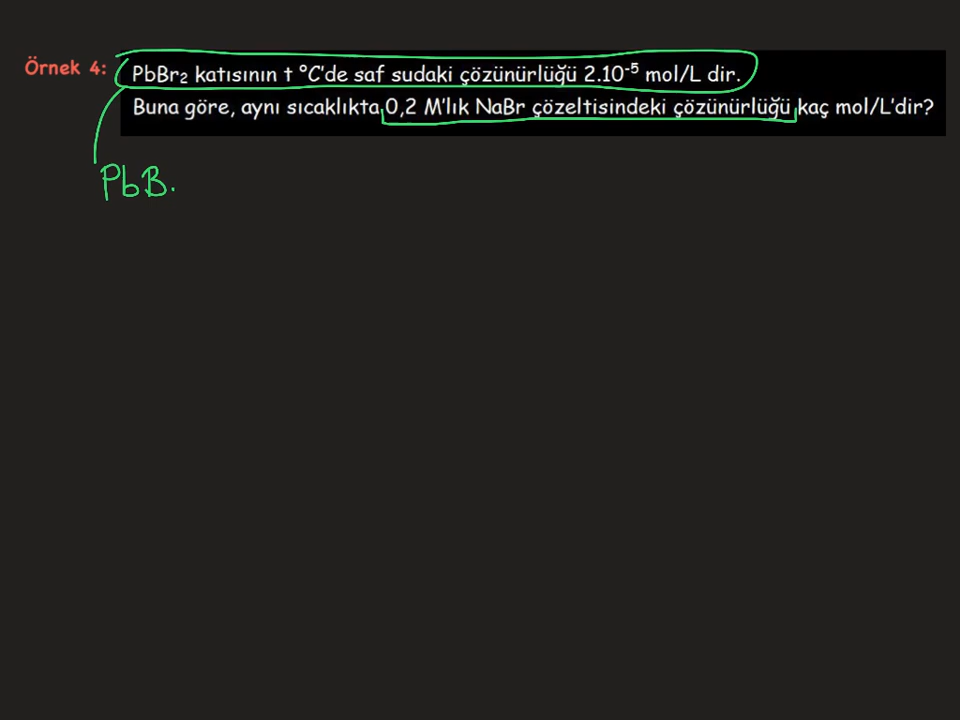 Örnek 4: PbBr₂ katısının t °C'de saf sudaki çözünürlüğü 2.10⁻⁵ mol/L dir.
Buna göre, aynı sıcaklıkta 0,2 M'lık NaBr çözeltisindeki çözünürlüğü kaç mol/L'dir?
PbB.